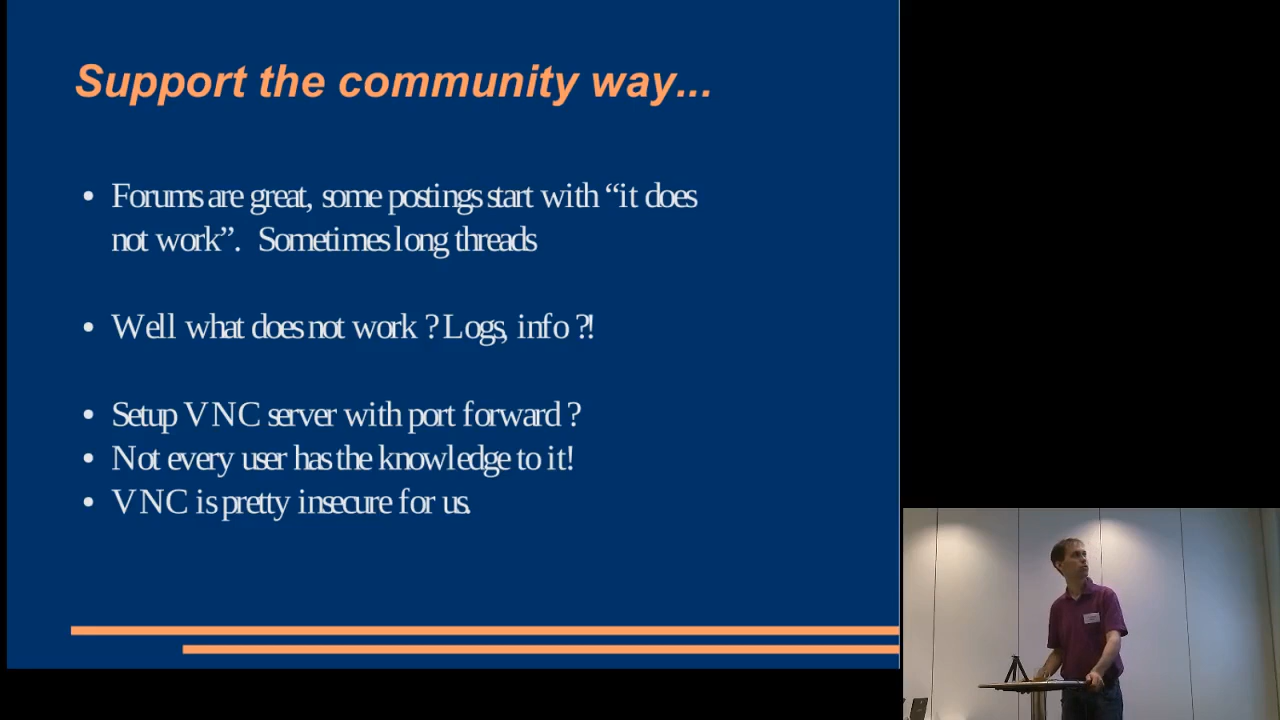 Support the community way...
• Forums are great, some postings start with “it does
not work”. Sometimes long threads
• Well what does not work ? Logs, info ?!
• Setup VNC server with port forward ?
• Not every user has the knowledge to it!
• VNC is pretty insecure for us.